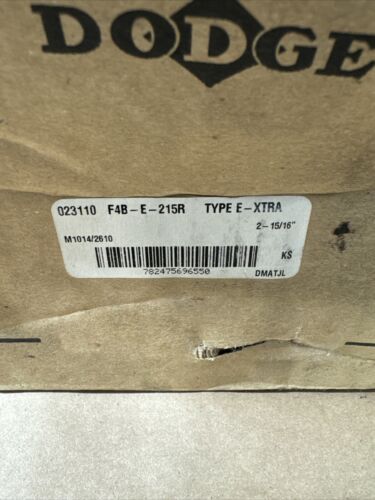 DODGE
023110 F4B-E-215R TYPE E-XTRA
2-15/16"
M1014/2610
KS
782475696550
DMATJL